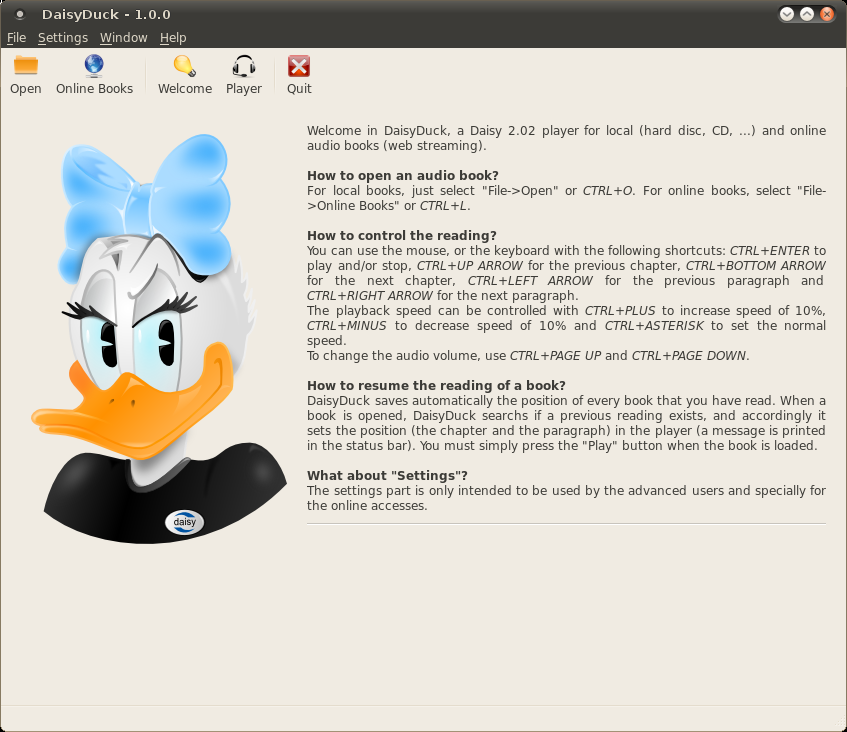 DaisyDuck - 1.0.0
File Settings Window Help
Open Online Books Welcome Player Quit
Welcome in DaisyDuck, a Daisy 2.02 player for local (hard disc, CD, ...) and online
audio books (web streaming).
How to open an audio book?
For local books, just select "File->Open" or CTRL+O. For online books, select "File-
>Online Books" or CTRL+L.
How to control the reading?
You can use the mouse, or the keyboard with the following shortcuts: CTRL+ENTER to
play and/or stop, CTRL+UP ARROW for the previous chapter, CTRL+BOTTOM ARROW
for the next chapter, CTRL+LEFT ARROW for the previous paragraph and
CTRL+RIGHT ARROW for the next paragraph.
The playback speed can be controlled with CTRL+PLUS to increase speed of 10%,
CTRL+MINUS to decrease speed of 10% and CTRL+ASTERISK to set the normal
speed.
To change the audio volume, use CTRL+PAGE UP and CTRL+PAGE DOWN.
How to resume the reading of a book?
DaisyDuck saves automatically the position of every book that you have read. When a
book is opened, DaisyDuck searchs if a previous reading exists, and accordingly it
sets the position (the chapter and the paragraph) in the player (a message is printed
in the status bar). You must simply press the "Play" button when the book is loaded.
What about "Settings"?
The settings part is only intended to be used by the advanced users and specially for
the online accesses.
daisy